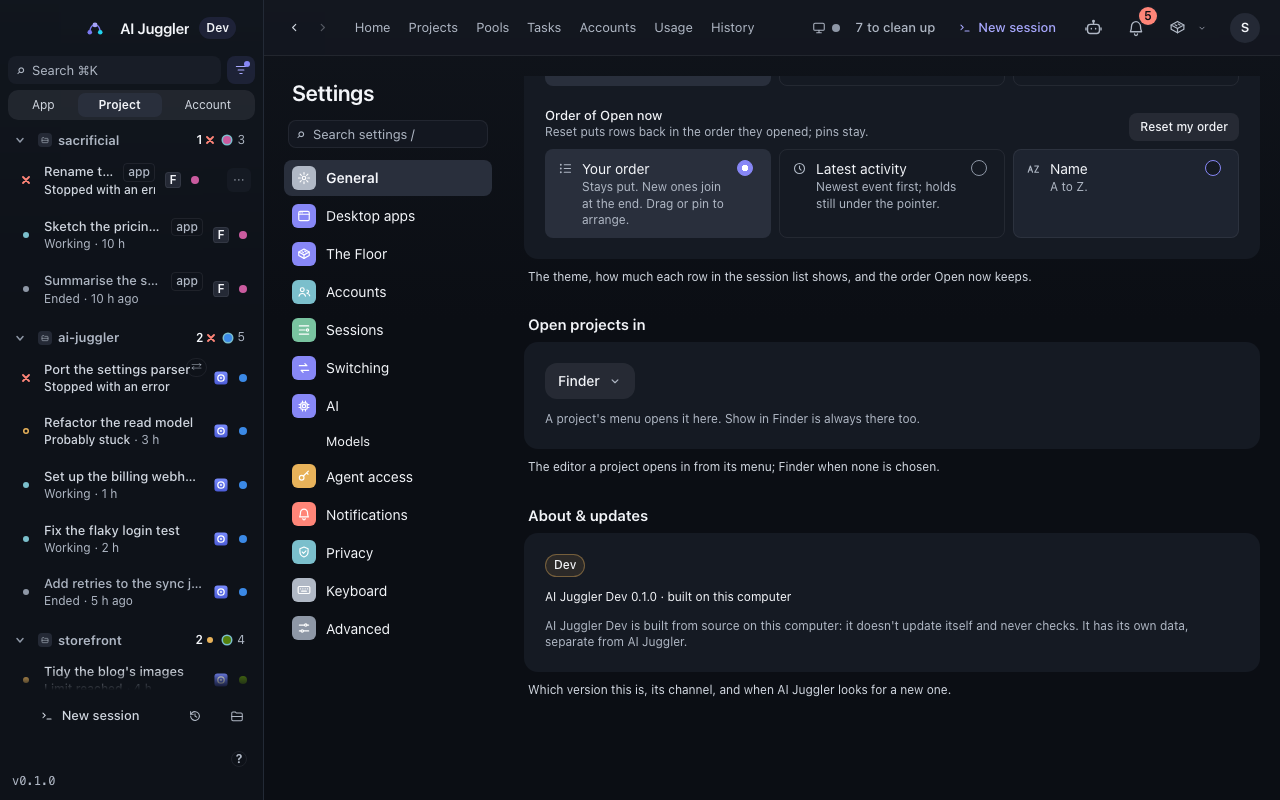 AI Juggler Dev
Search ⌘K
App Project Account
sacrificial 1 3
Rename t... app F
Stopped with an err
Sketch the pricin... app F
Working · 10 h
Summarise the s... app F
Ended · 10 h ago
ai-juggler 2 5
Port the settings parser
Stopped with an error
Refactor the read model
Probably stuck · 3 h
Set up the billing webh...
Working · 1 h
Fix the flaky login test
Working · 2 h
Add retries to the sync j...
Ended · 5 h ago
storefront 2 4
Tidy the blog's images
New session
?
v0.1.0
Home Projects Pools Tasks Accounts Usage History 7 to clean up New session 5 S
Settings
Search settings /
General
Desktop apps
The Floor
Accounts
Sessions
Switching
AI
Models
Agent access
Notifications
Privacy
Keyboard
Advanced
Order of Open now
Reset puts rows back in the order they opened; pins stay.
Reset my order
Your order
Stays put. New ones join
at the end. Drag or pin to
arrange.
Latest activity
Newest event first; holds
still under the pointer.
AZ Name
A to Z.
The theme, how much each row in the session list shows, and the order Open now keeps.
Open projects in
Finder
A project's menu opens it here. Show in Finder is always there too.
The editor a project opens in from its menu; Finder when none is chosen.
About & updates
Dev
AI Juggler Dev 0.1.0 · built on this computer
AI Juggler Dev is built from source on this computer: it doesn't update itself and never checks. It has its own data,
separate from AI Juggler.
Which version this is, its channel, and when AI Juggler looks for a new one.